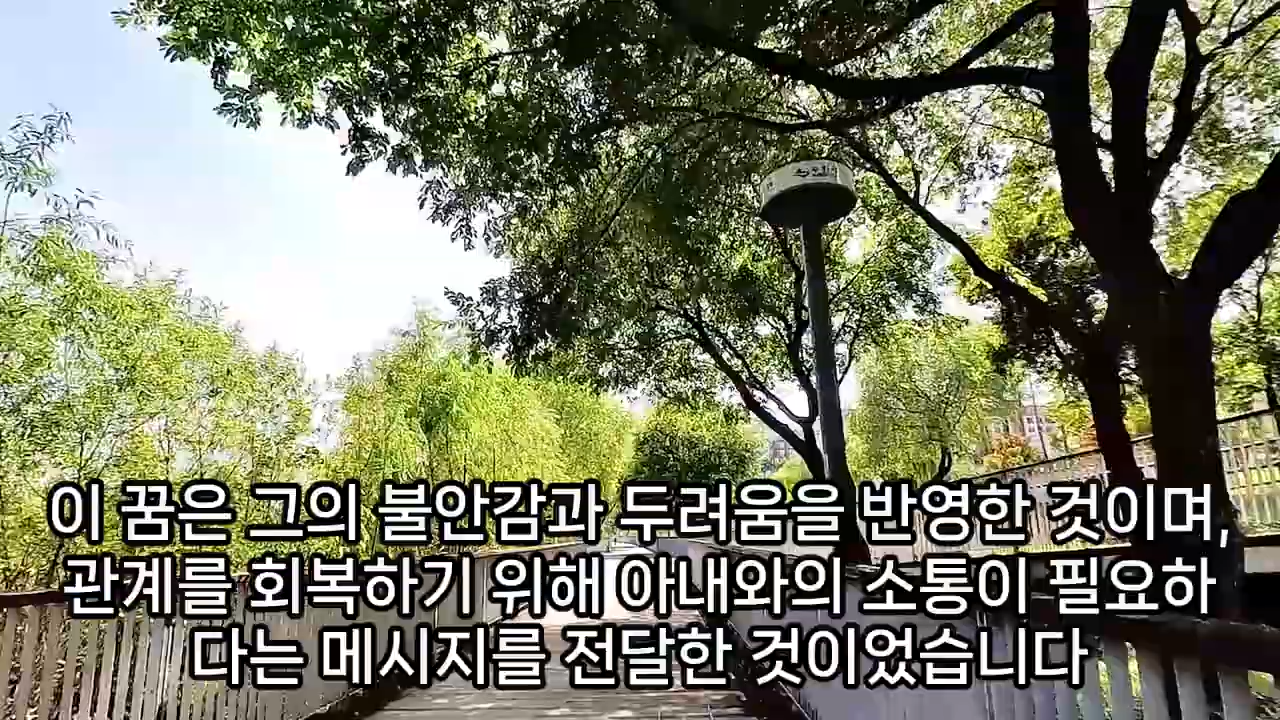 이 꿈은 그의 불안감과 두려움을 반영한 것이며,
관계를 회복하기 위해 아내와의 소통이 필요하
다는 메시지를 전달한 것이었습니다